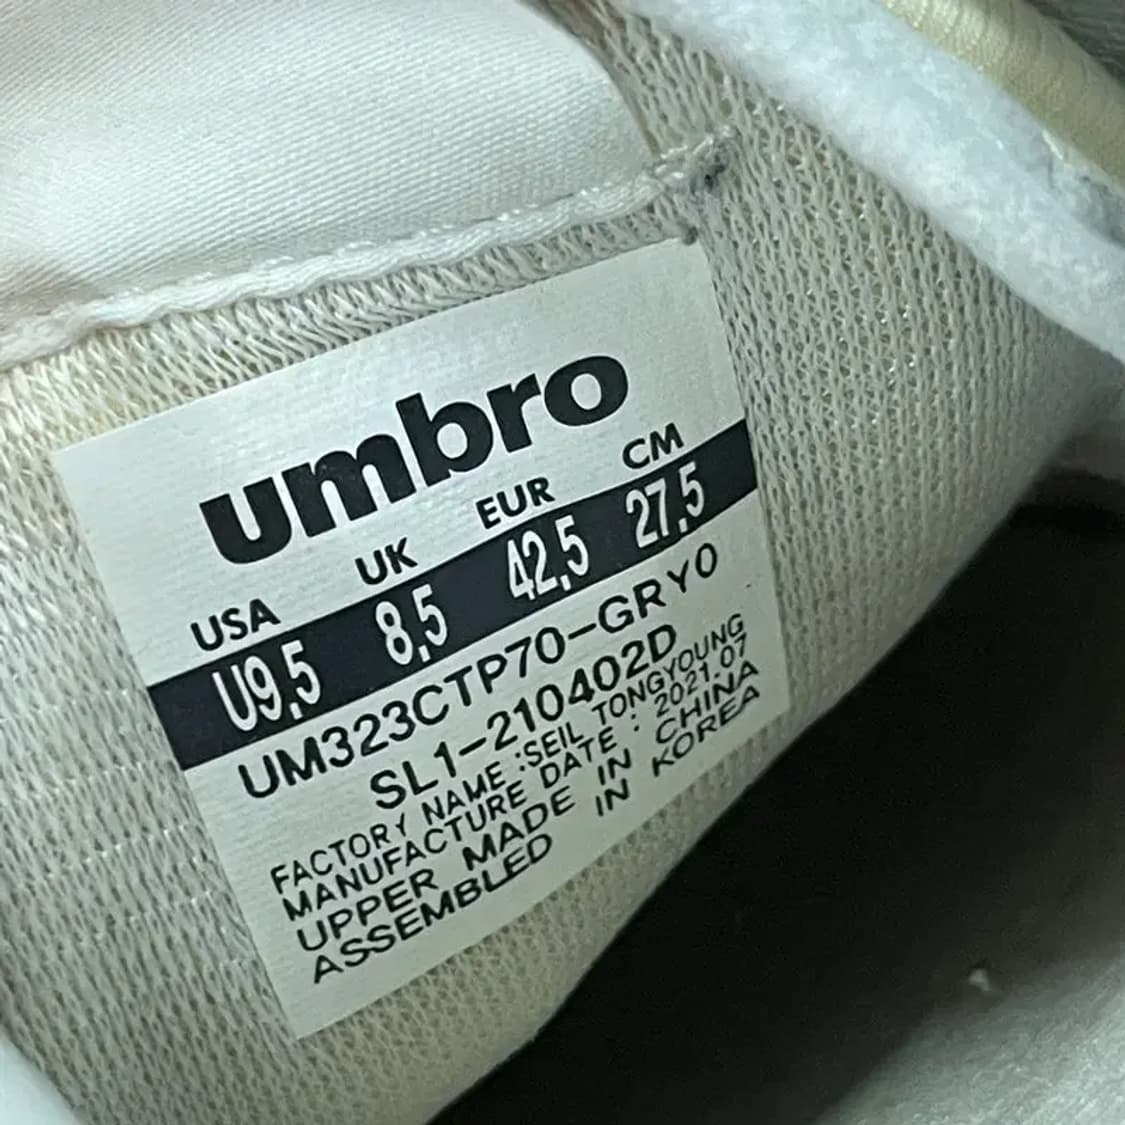 umbro
USA UK EUR CM
U9,5 8,5 42,5 27,5
UM323CTP70-GRY0
SL1-210402D
FACTORY NAME :SEIL TONGYOUNG
MANUFACTURE DATE : 2021.07
UPPER MADE IN CHINA
ASSEMBLED IN KOREA